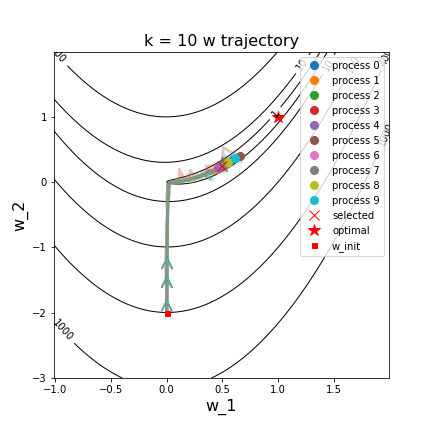 k = 10 w trajectory
process 0
process 1
process 2
process 3
process 4
process 5
process 6
process 7
process 8
process 9
selected
optimal
w_init
1000
w_2
1
0
−1
−2
−3
−1.0 −0.5 0.0 0.5 1.0 1.5
w_1